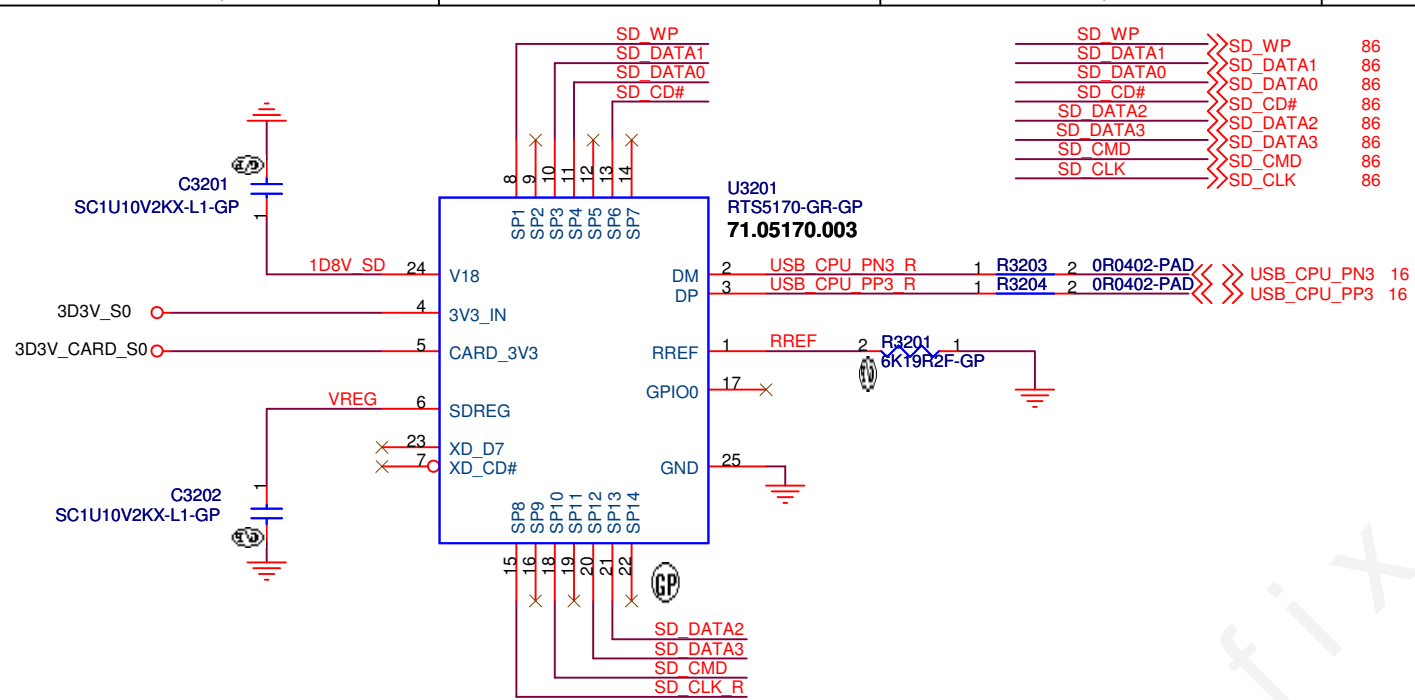 SD_WP
SD_DATA1
SD_DATA0
SD_CD#
SD_WP SD_WP 86
SD_DATA1 SD_DATA1 86
SD_DATA0 SD_DATA0 86
SD_CD# SD_CD# 86
SD_DATA2 SD_DATA2 86
SD_DATA3 SD_DATA3 86
SD_CMD SD_CMD 86
SD_CLK SD_CLK 86
C3201
SC1U10V2KX-L1-GP
1
8 9 10 11 12 13 14
SP1 SP2 SP3 SP4 SP5 SP6 SP7
U3201
RTS5170-GR-GP
71.05170.003
1D8V_SD 24 V18
3D3V_S0 4 3V3_IN
3D3V_CARD_S0 5 CARD_3V3
VREG 6 SDREG
23 XD_D7
7 XD_CD#
DM 2 USB_CPU_PN3_R 1 R3203 2 0R0402-PAD USB_CPU_PN3 16
DP 3 USB_CPU_PP3_R 1 R3204 2 0R0402-PAD USB_CPU_PP3 16
RREF 1 RREF 2 R3201 1
6K19R2F-GP
GPIO0 17
GND 25
1
C3202
SC1U10V2KX-L1-GP
SP8 SP9 SP10 SP11 SP12 SP13 SP14
15 16 18 19 20 21 22
GP
SD_DATA2
SD_DATA3
SD_CMD
SD_CLK_R
f i x